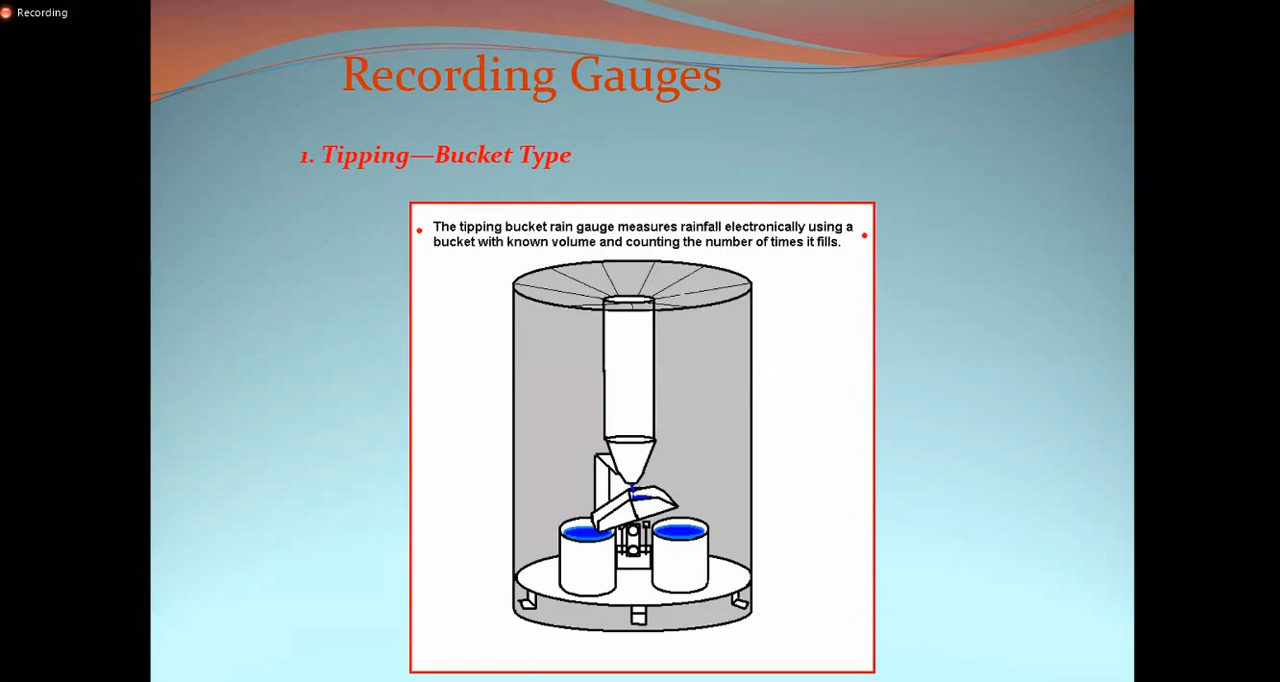 Recording
Recording Gauges
1. Tipping—Bucket Type
The tipping bucket rain gauge measures rainfall electronically using a
bucket with known volume and counting the number of times it fills.